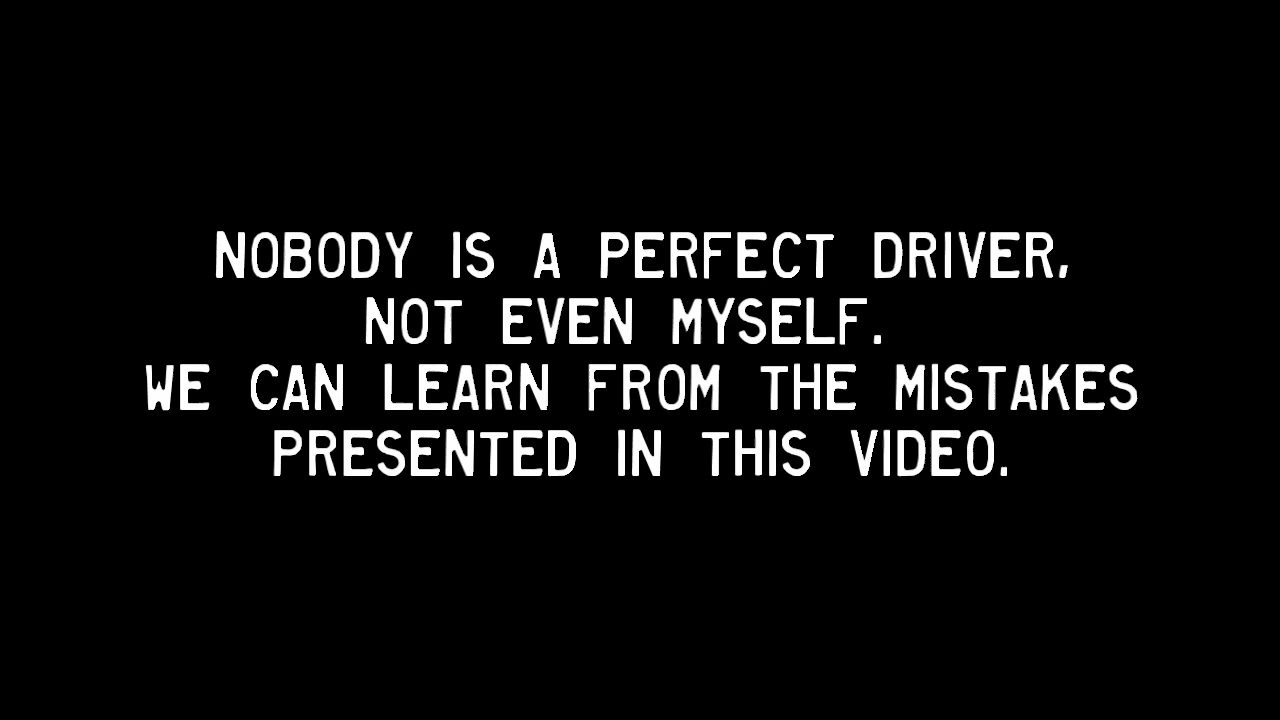 NOBODY IS A PERFECT DRIVER,
NOT EVEN MYSELF.
WE CAN LEARN FROM THE MISTAKES
PRESENTED IN THIS VIDEO.